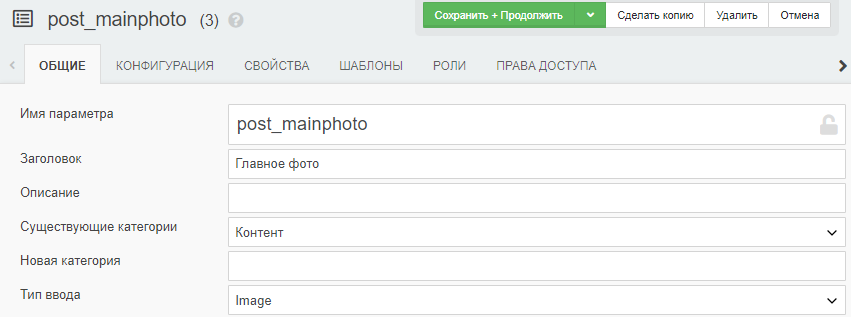 post_mainphoto (3) ?
Сохранить + Продолжить Сделать копию Удалить Отмена
ОБЩИЕ КОНФИГУРАЦИЯ СВОЙСТВА ШАБЛОНЫ РОЛИ ПРАВА ДОСТУПА
Имя параметра post_mainphoto
Заголовок Главное фото
Описание
Существующие категории Контент
Новая категория
Тип ввода Image